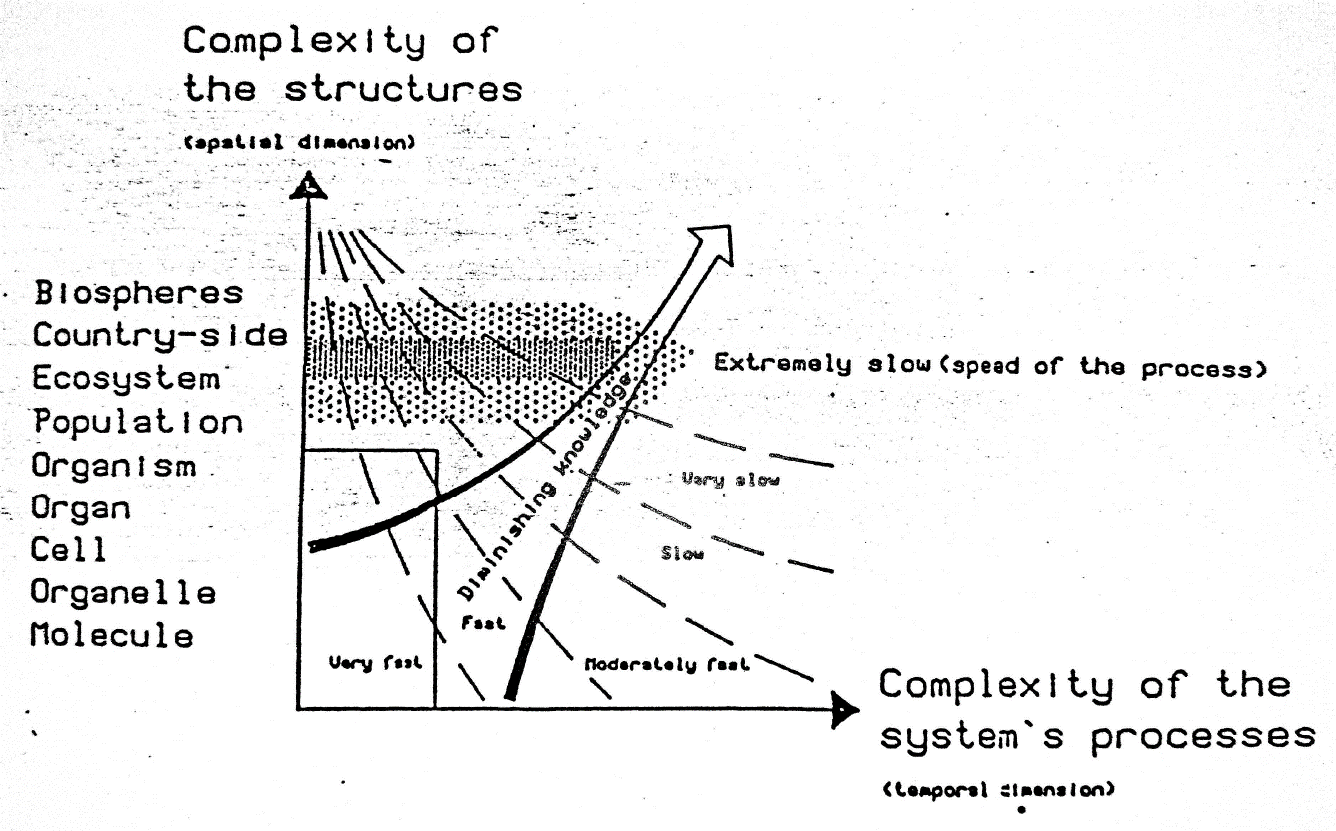 Complexity of
the structures
(spatial dimension)
Biospheres
Country-side
Ecosystem
Population
Organism
Organ
Cell
Organelle
Molecule
Extremely slow (speed of the process)
Very slow
Slow
Diminishing knowledge
Fast
Very fast
Moderately fast
Complexity of the
system`s processes
(temporal dimension)